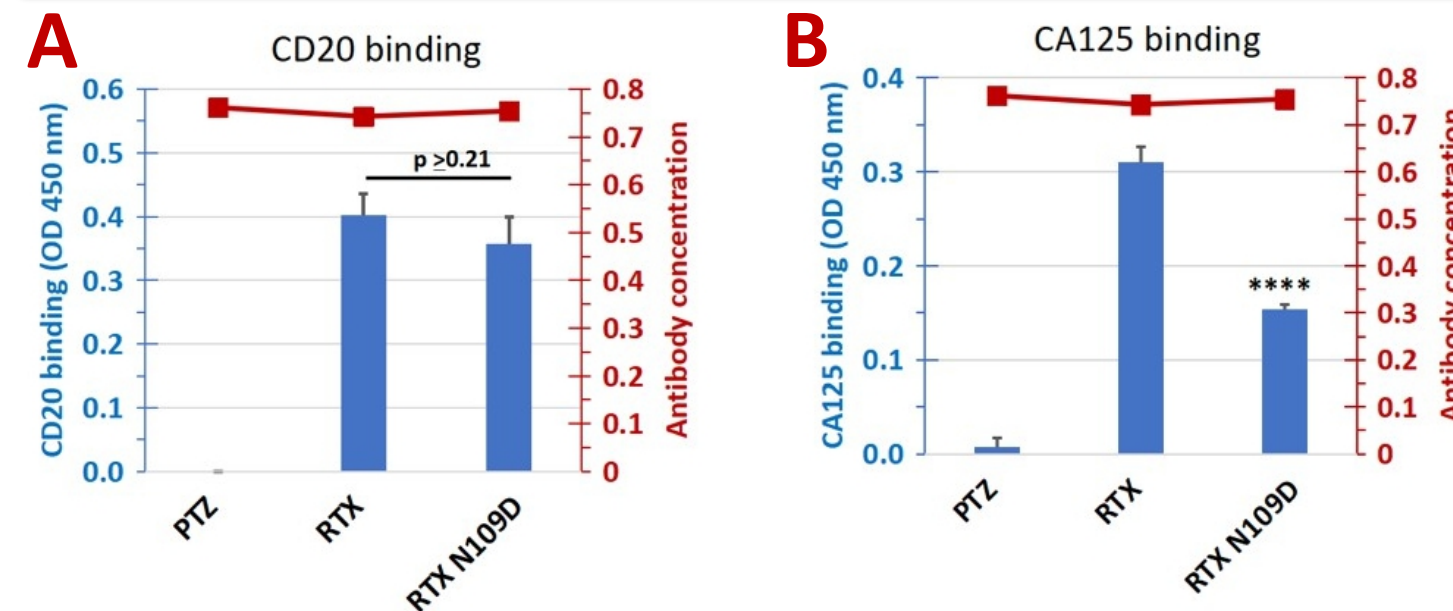 A
CD20 binding
CD20 binding (OD 450 nm)
0.6
0.5
0.4
0.3
0.2
0.1
0.0
p ≥0.21
0.8
0.7
0.6
0.5
0.4
0.3
0.2
0.1
0
Antibody concentration
PTZ
RTX
RTX N109D
B
CA125 binding
CA125 binding (OD 450 nm)
0.4
0.3
0.2
0.1
0.0
****
0.8
0.7
0.6
0.5
0.4
0.3
0.2
0.1
0
Antibody concentration
PTZ
RTX
RTX N109D